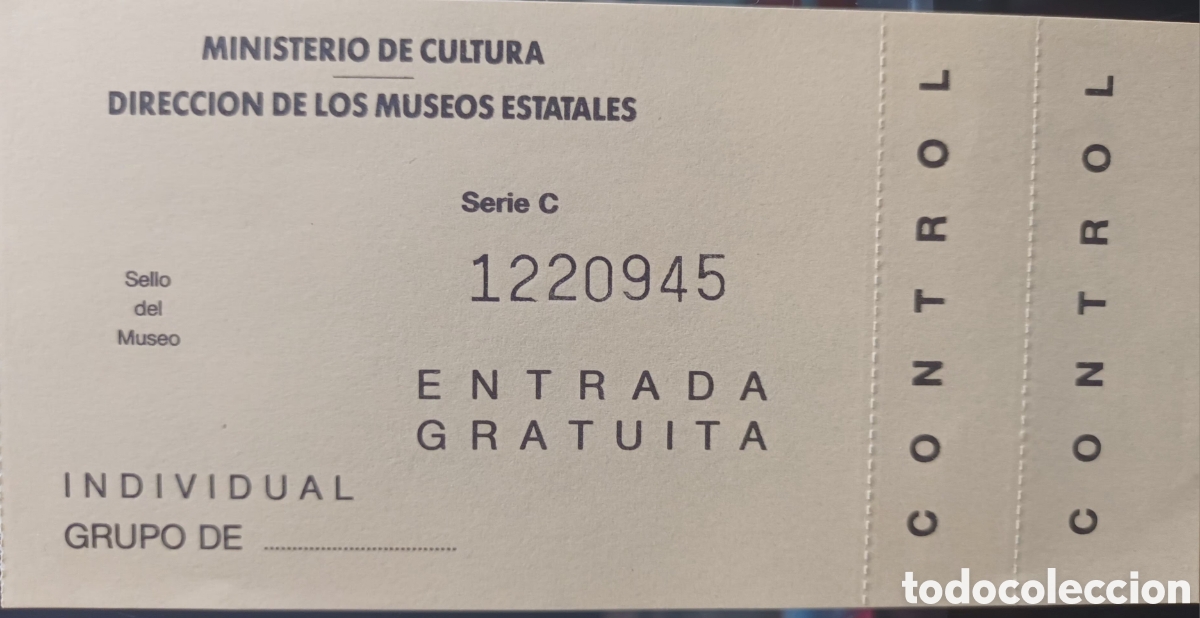 MINISTERIO DE CULTURA
DIRECCION DE LOS MUSEOS ESTATALES
Serie C
1220945
Sello
del
Museo
ENTRADA
GRATUITA
INDIVIDUAL
GRUPO DE ................................
CONTROL
CONTROL
todocoleccion